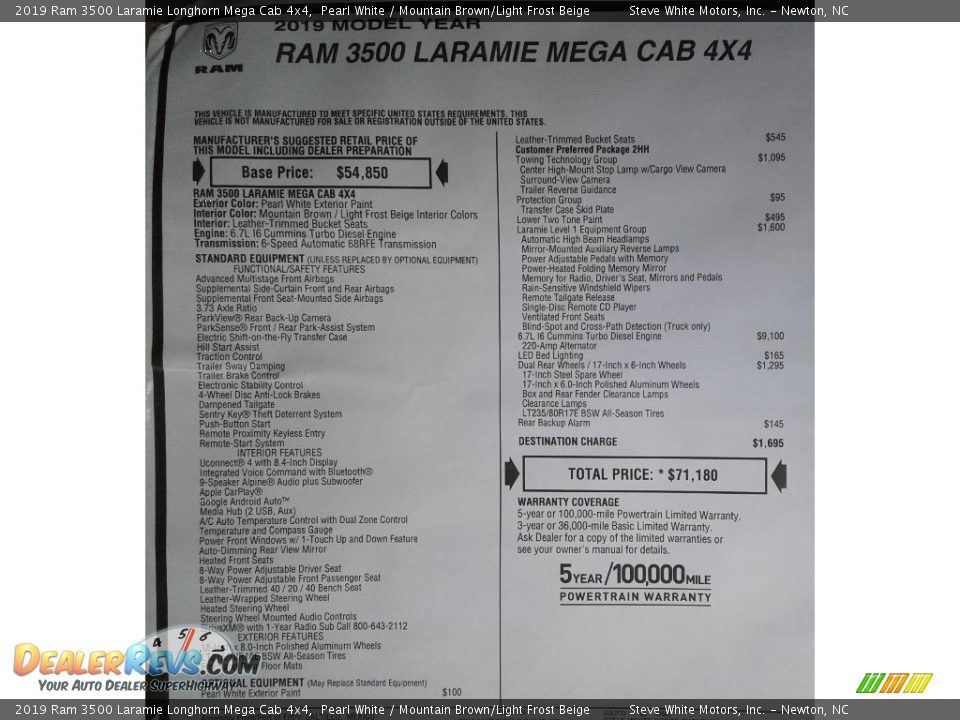 2019 Ram 3500 Laramie Longhorn Mega Cab 4x4, Pearl White / Mountain Brown/Light Frost Beige Steve White Motors, Inc. – Newton, NC
2019 MODEL YEAR
RAM 3500 LARAMIE MEGA CAB 4X4
RAM
THIS VEHICLE IS MANUFACTURED TO MEET SPECIFIC UNITED STATES REQUIREMENTS. THIS
VEHICLE IS NOT MANUFACTURED FOR SALE OR REGISTRATION OUTSIDE OF THE UNITED STATES.
MANUFACTURER'S SUGGESTED RETAIL PRICE OF
THIS MODEL INCLUDING DEALER PREPARATION
Base Price: $54,850
RAM 3500 LARAMIE MEGA CAB 4X4
Exterior Color: Pearl White Exterior Paint
Interior Color: Mountain Brown / Light Frost Beige Interior Colors
Interior: Leather-Trimmed Bucket Seats
Engine: 6.7L I6 Cummins Turbo Diesel Engine
Transmission: 6-Speed Automatic 68RFE Transmission
STANDARD EQUIPMENT (UNLESS REPLACED BY OPTIONAL EQUIPMENT)
FUNCTIONAL/SAFETY FEATURES
Advanced Multistage Front Airbags
Supplemental Side-Curtain Front and Rear Airbags
Supplemental Front Seat-Mounted Side Airbags
3.73 Axle Ratio
ParkView® Rear Back-Up Camera
ParkSense® Front / Rear Park-Assist System
Electric Shift-on-the-Fly Transfer Case
Hill Start Assist
Traction Control
Trailer Sway Damping
Trailer Brake Control
Electronic Stability Control
4-Wheel Disc Anti-Lock Brakes
Dampened Tailgate
Sentry Key® Theft Deterrent System
Push-Button Start
Remote Proximity Keyless Entry
Remote-Start System
INTERIOR FEATURES
Uconnect® 4 with 8.4-Inch Display
Integrated Voice Command with Bluetooth®
9-Speaker Alpine® Audio plus Subwoofer
Apple CarPlay®
Google Android Auto™
Media Hub (2 USB, Aux)
A/C Auto Temperature Control with Dual Zone Control
Temperature and Compass Gauge
Power Front Windows w/ 1-Touch Up and Down Feature
Auto-Dimming Rear View Mirror
Heated Front Seats
8-Way Power Adjustable Driver Seat
8-Way Power Adjustable Front Passenger Seat
Leather-Trimmed 40 / 20 / 40 Bench Seat
Leather-Wrapped Steering Wheel
Heated Steering Wheel
Steering Wheel Mounted Audio Controls
SiriusXM® with 1-Year Radio Sub Call 800-643-2112
EXTERIOR FEATURES
x 8.0-Inch Polished Aluminum Wheels
BSW All-Season Tires
Floor Mats
OPTIONAL EQUIPMENT (May Replace Standard Equipment)
Pearl White Exterior Paint $100
Leather-Trimmed Bucket Seats $545
Customer Preferred Package 2HH
Towing Technology Group $1,095
Center High-Mount Stop Lamp w/Cargo View Camera
Surround-View Camera
Trailer Reverse Guidance
Protection Group $95
Transfer Case Skid Plate
Lower Two Tone Paint $495
Laramie Level 1 Equipment Group $1,600
Automatic High Beam Headlamps
Mirror-Mounted Auxiliary Reverse Lamps
Power Adjustable Pedals with Memory
Power-Heated Folding Memory Mirror
Memory for Radio, Driver's Seat, Mirrors and Pedals
Rain-Sensitive Windshield Wipers
Remote Tailgate Release
Single-Disc Remote CD Player
Ventilated Front Seats
Blind-Spot and Cross-Path Detection (Truck only)
6.7L I6 Cummins Turbo Diesel Engine $9,100
220-Amp Alternator
LED Bed Lighting $165
Dual Rear Wheels / 17-Inch x 6-Inch Wheels $1,295
17-Inch Steel Spare Wheel
17-Inch x 6.0-Inch Polished Aluminum Wheels
Box and Rear Fender Clearance Lamps
Clearance Lamps
LT235/80R17E BSW All-Season Tires
Rear Backup Alarm $145
DESTINATION CHARGE $1,695
TOTAL PRICE: * $71,180
WARRANTY COVERAGE
5-year or 100,000-mile Powertrain Limited Warranty.
3-year or 36,000-mile Basic Limited Warranty.
Ask Dealer for a copy of the limited warranties or
see your owner's manual for details.
5 YEAR/100,000 MILE
POWERTRAIN WARRANTY
4 5 6
DealerRevs.com
Your Auto Dealer SuperHighway
2019 Ram 3500 Laramie Longhorn Mega Cab 4x4, Pearl White / Mountain Brown/Light Frost Beige Steve White Motors, Inc. – Newton, NC